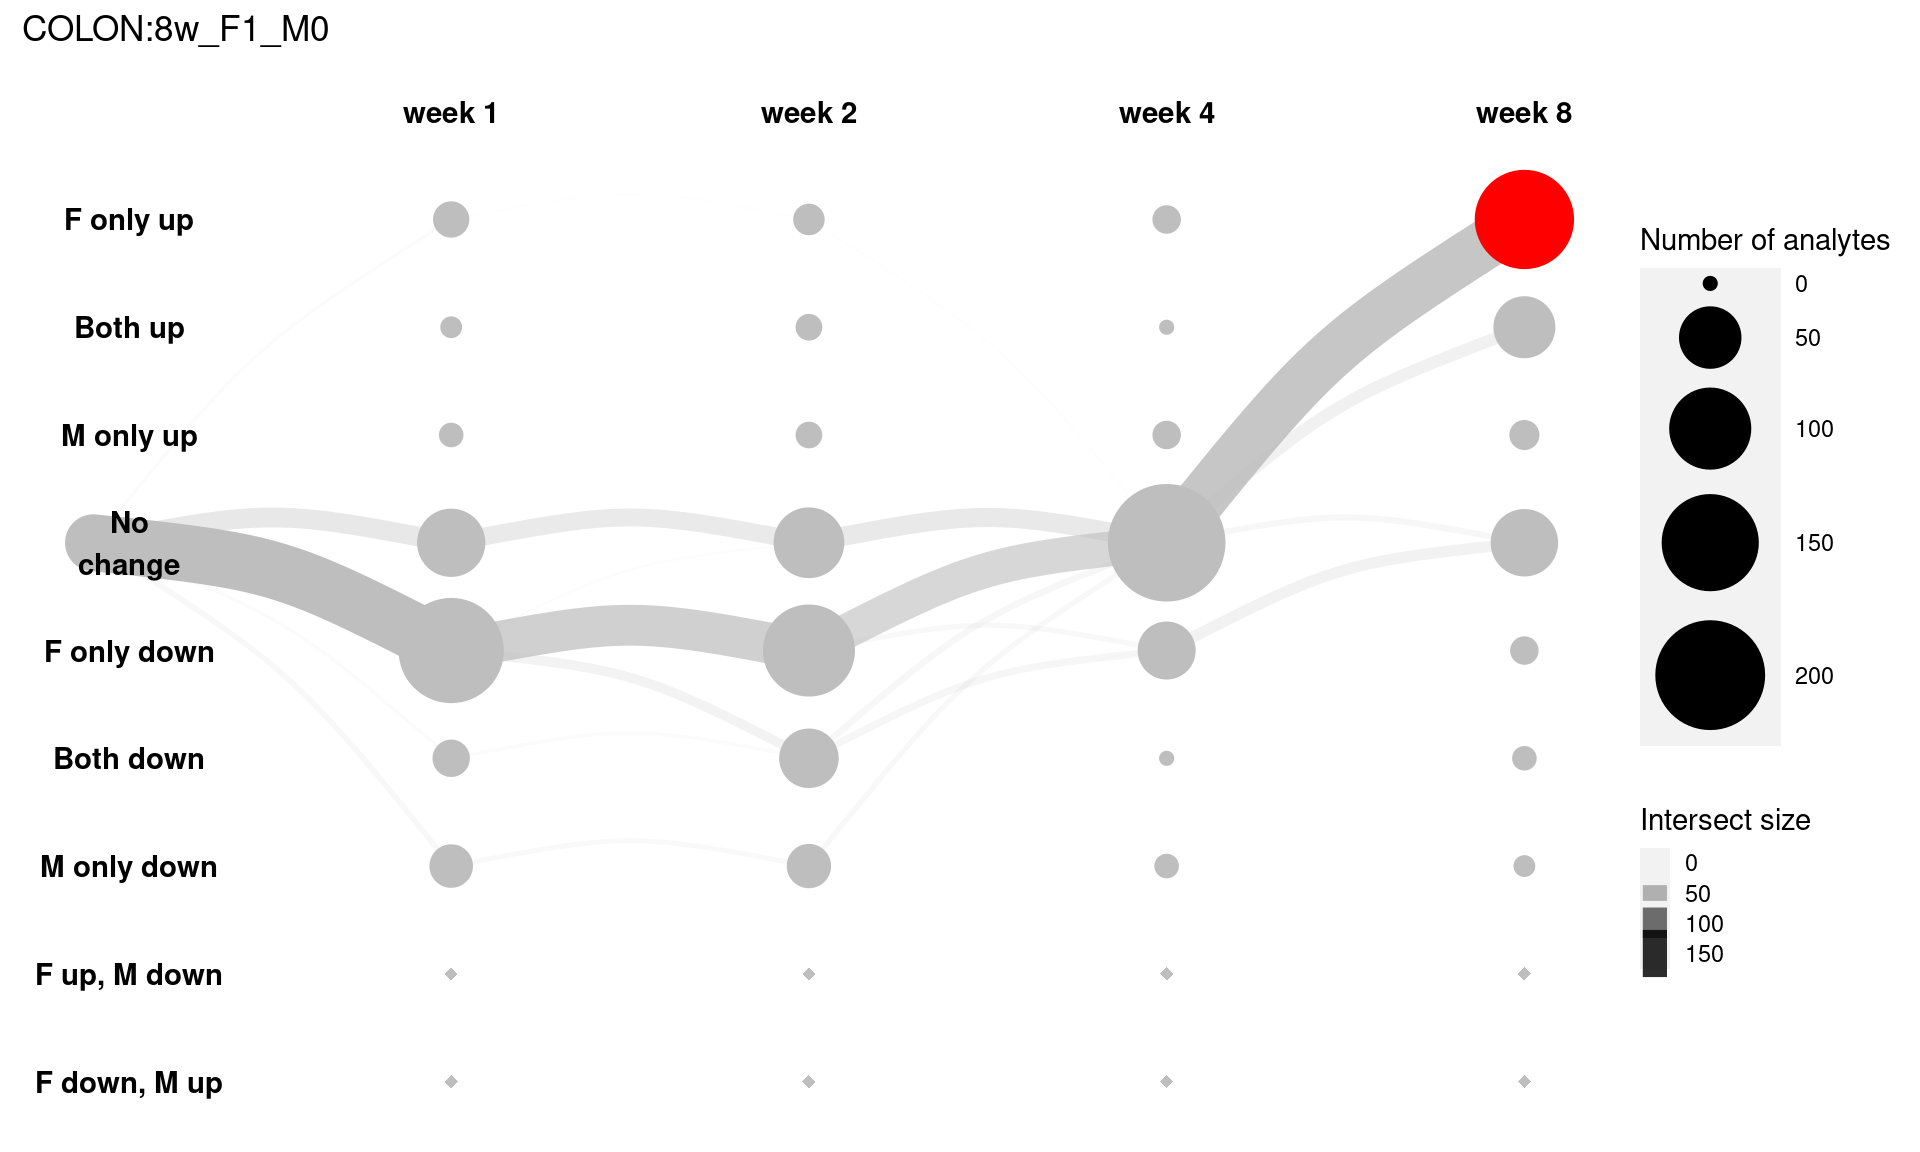 COLON:8w_F1_M0
week 1
week 2
week 4
week 8
F only up
Both up
M only up
No
change
F only down
Both down
M only down
F up, M down
F down, M up
Number of analytes
0
50
100
150
200
Intersect size
0
50
100
150